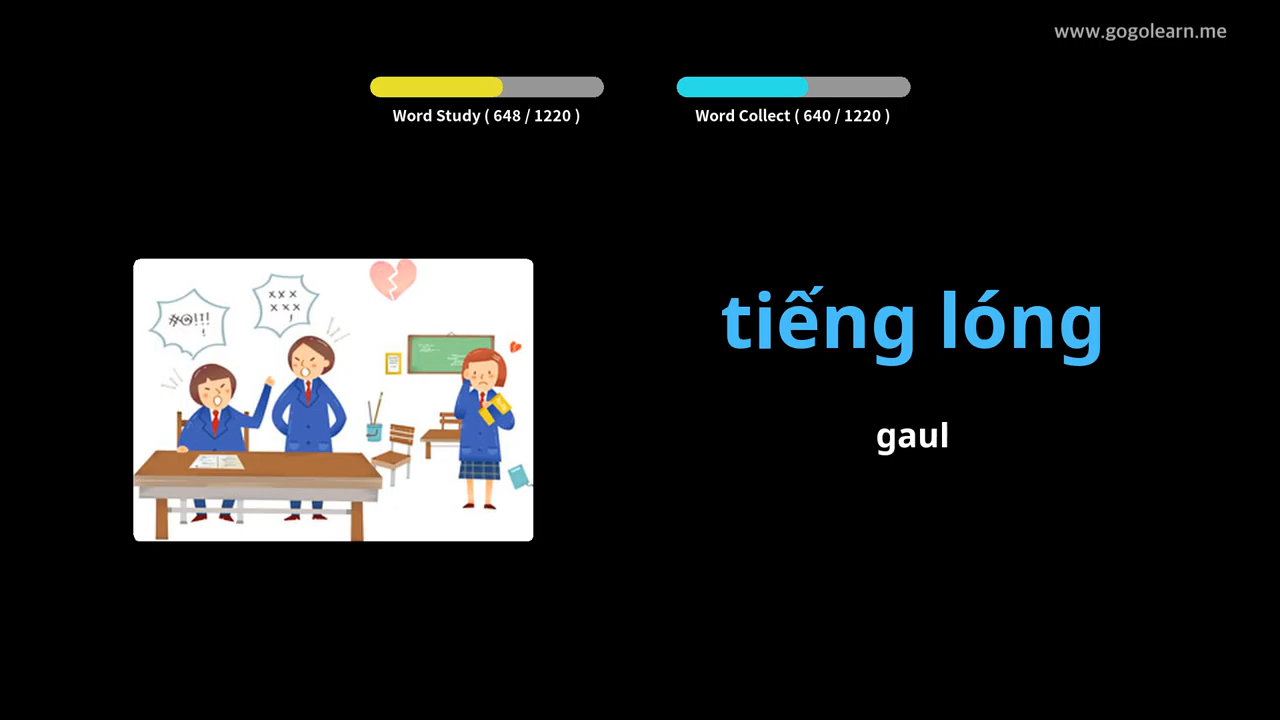 www.gogolearn.me
Word Study ( 648 / 1220 )
Word Collect ( 640 / 1220 )
#@!!!
!
x x x
x x x
!
tiếng lóng
gaul